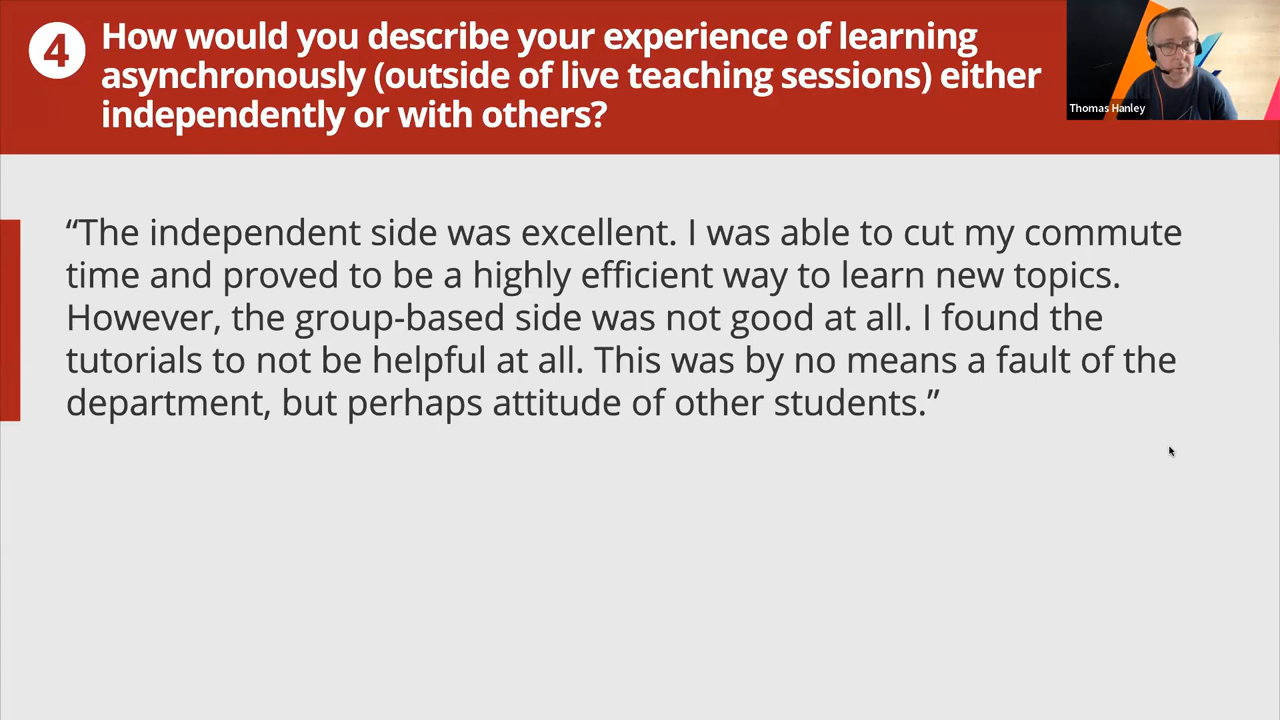 4
How would you describe your experience of learning
asynchronously (outside of live teaching sessions) either
independently or with others?
Thomas Hanley
“The independent side was excellent. I was able to cut my commute
time and proved to be a highly efficient way to learn new topics.
However, the group-based side was not good at all. I found the
tutorials to not be helpful at all. This was by no means a fault of the
department, but perhaps attitude of other students.”